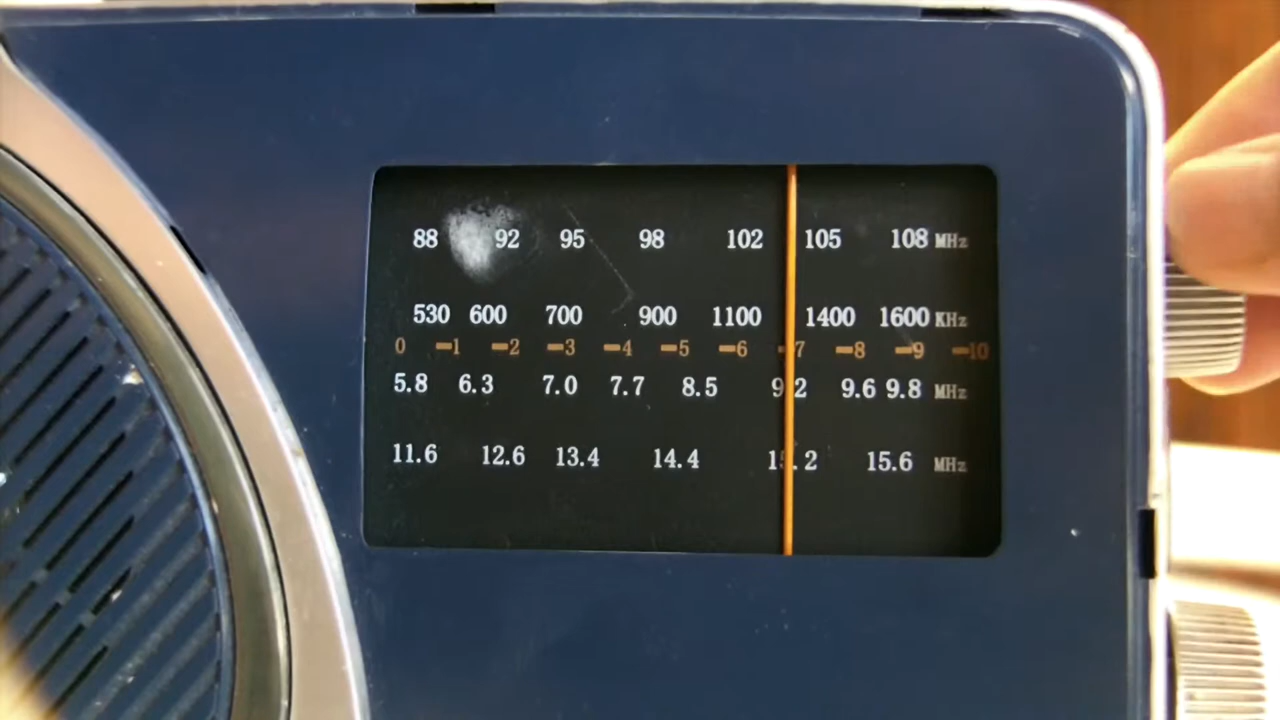 88 92 95 98 102 105 108 MHz
530 600 700 900 1100 1400 1600 KHz
0 1 2 3 4 5 6 7 8 9 10
5.8 6.3 7.0 7.7 8.5 9.2 9.6 9.8 MHz
11.6 12.6 13.4 14.4 15.2 15.6 MHz